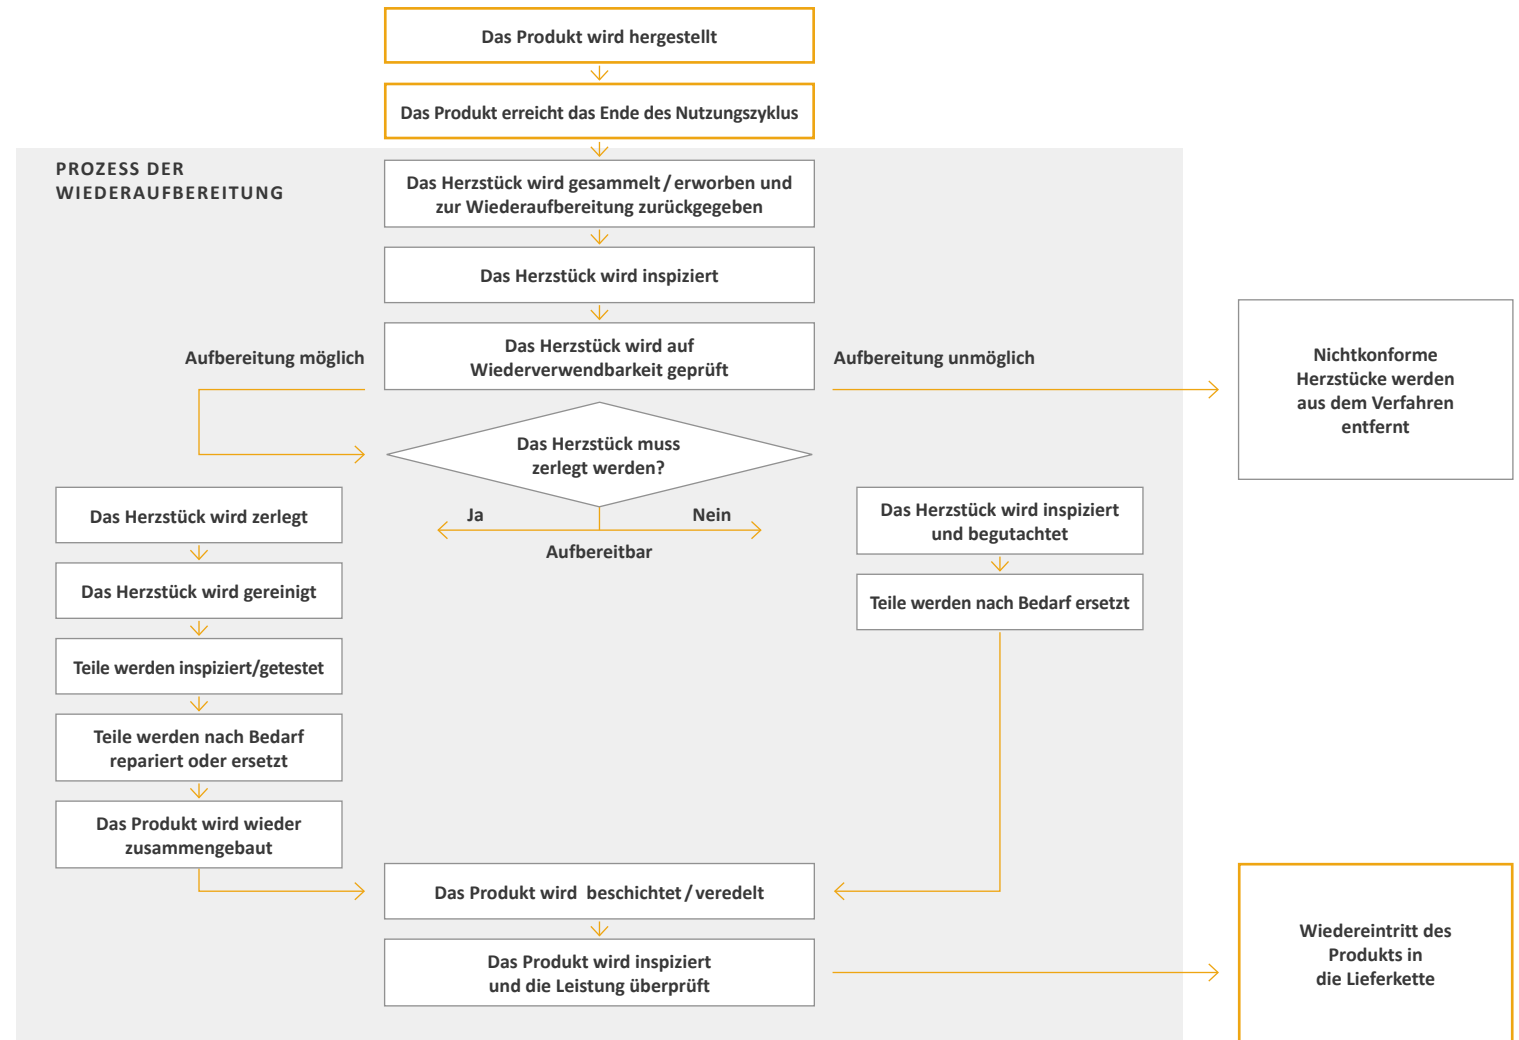 Das Produkt wird hergestellt
Das Produkt erreicht das Ende des Nutzungszyklus
PROZESS DER
WIEDERAUFBEREITUNG
Das Herzstück wird gesammelt / erworben und
zur Wiederaufbereitung zurückgegeben
Das Herzstück wird inspiziert
Aufbereitung möglich
Das Herzstück wird auf
Wiederverwendbarkeit geprüft
Aufbereitung unmöglich
Nichtkonforme
Herzstücke werden
aus dem Verfahren
entfernt
Das Herzstück muss
zerlegt werden?
Ja
Nein
Aufbereitbar
Das Herzstück wird zerlegt
Das Herzstück wird gereinigt
Teile werden inspiziert/getestet
Teile werden nach Bedarf
repariert oder ersetzt
Das Produkt wird wieder
zusammengebaut
Das Herzstück wird inspiziert
und begutachtet
Teile werden nach Bedarf ersetzt
Das Produkt wird beschichtet / veredelt
Das Produkt wird inspiziert
und die Leistung überprüft
Wiedereintritt des
Produkts in
die Lieferkette